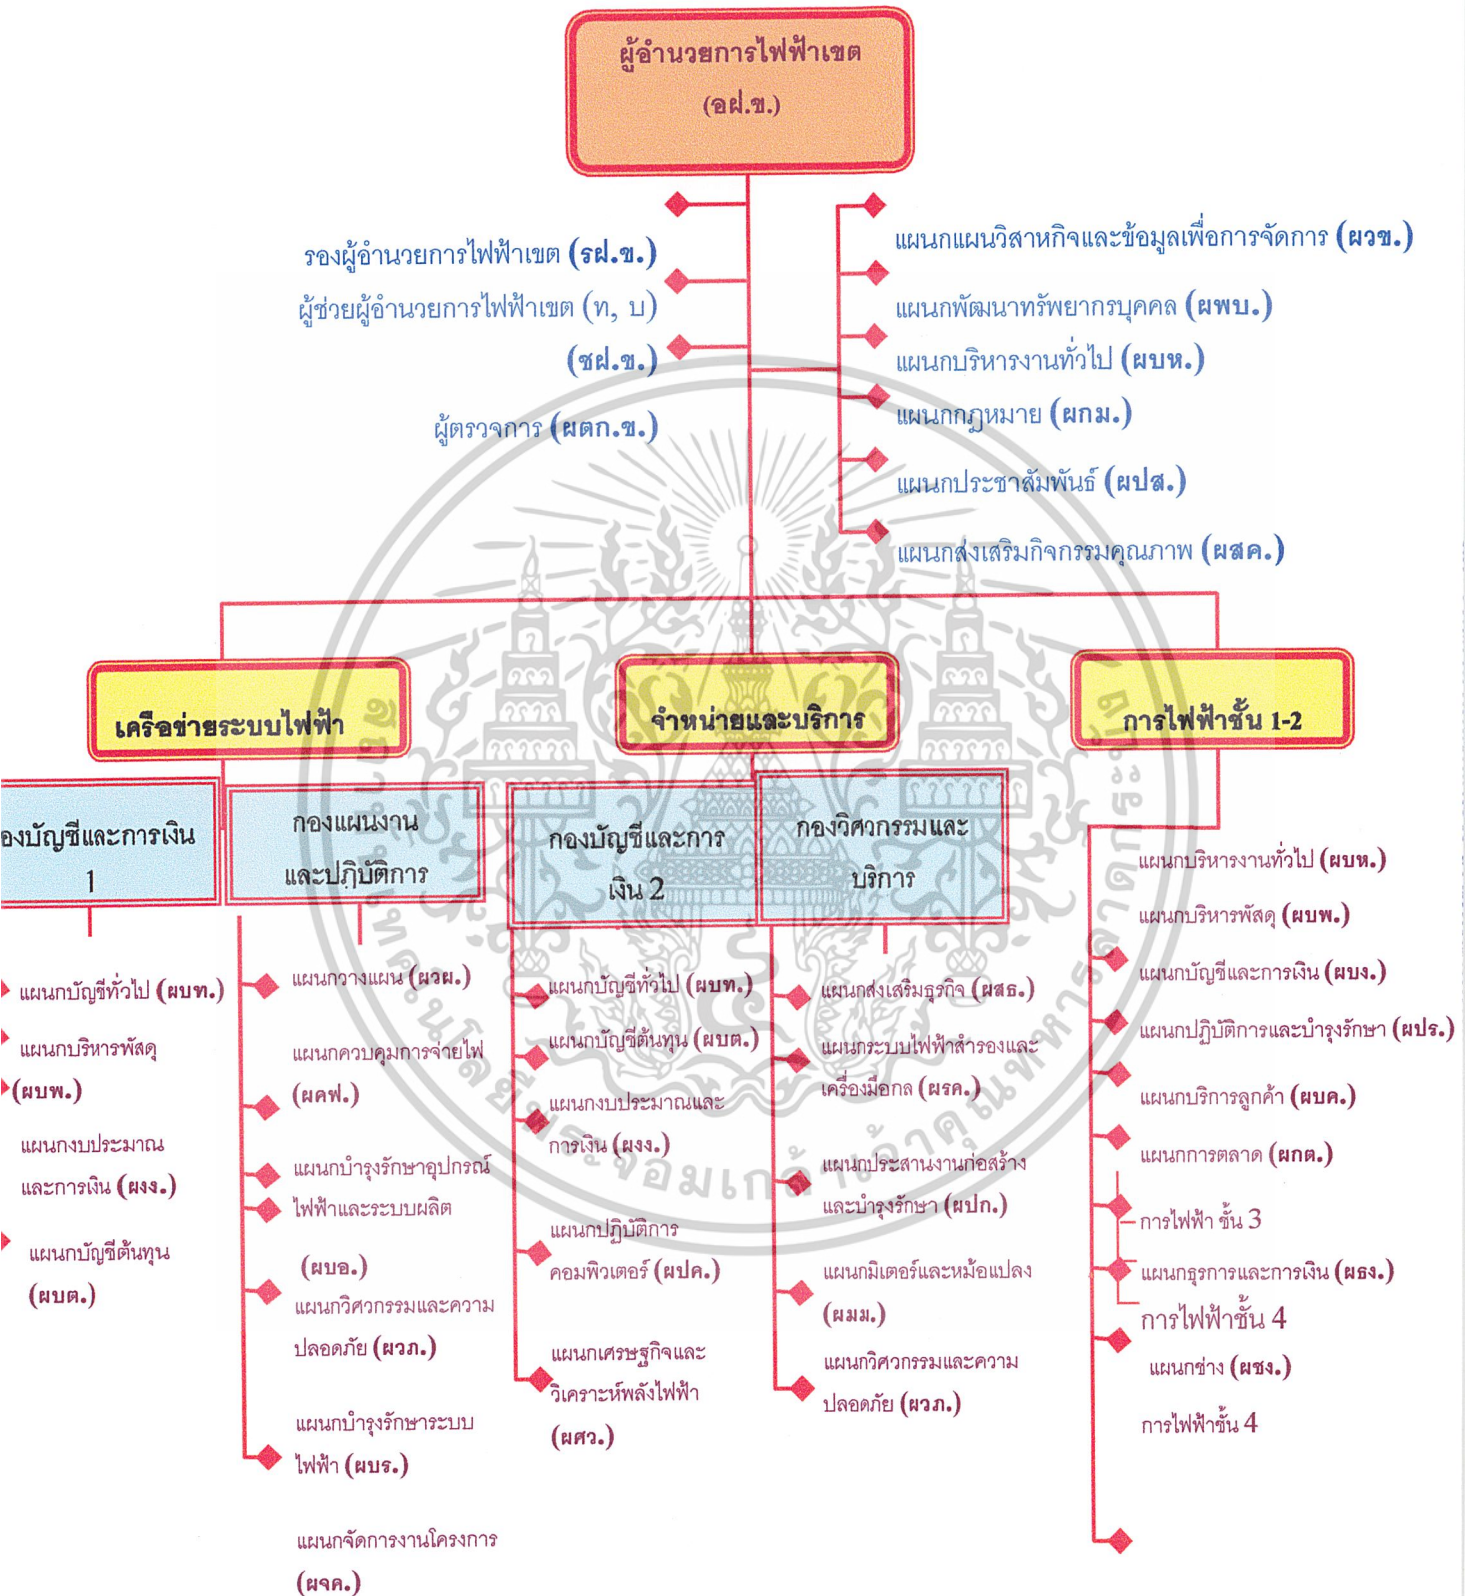 ผู้อำนวยการไฟฟ้าเขต
(อฝ.ข.)
รองผู้อำนวยการไฟฟ้าเขต (รฝ.ข.)
ผู้ช่วยผู้อำนวยการไฟฟ้าเขต (ท, บ)
(ชฝ.ข.)
ผู้ตรวจการ (ผตก.ข.)
แผนกแผนวิสาหกิจและข้อมูลเพื่อการจัดการ (ผวข.)
แผนกพัฒนาทรัพยากรบุคคล (ผพบ.)
แผนกบริหารงานทั่วไป (ผบห.)
แผนกกฎหมาย (ผกม.)
แผนกประชาสัมพันธ์ (ผปส.)
แผนกส่งเสริมกิจกรรมคุณภาพ (ผสค.)
เครือข่ายระบบไฟฟ้า
จำหน่ายและบริการ
การไฟฟ้าชั้น 1-2
องบัญชีและการเงิน
1
กองแผนงาน
และปฏิบัติการ
กองบัญชีและการ
เงิน 2
กองวิศวกรรมและ
บริการ
แผนกบัญชีทั่วไป (ผบท.)
แผนกบริหารพัสดุ
(ผบพ.)
แผนกงบประมาณ
และการเงิน (ผงง.)
แผนกบัญชีต้นทุน
(ผบต.)
แผนกวางแผน (ผวผ.)
แผนกควบคุมการจ่ายไฟ
(ผคฟ.)
แผนกบำรุงรักษาอุปกรณ์
ไฟฟ้าและระบบผลิต
(ผบอ.)
แผนกวิศวกรรมและความ
ปลอดภัย (ผวภ.)
แผนกบำรุงรักษาระบบ
ไฟฟ้า (ผบร.)
แผนกจัดการงานโครงการ
(ผจค.)
แผนกบัญชีทั่วไป (ผบท.)
แผนกบัญชีต้นทุน (ผบต.)
แผนกงบประมาณและ
การเงิน (ผงง.)
แผนกปฏิบัติการ
คอมพิวเตอร์ (ผปค.)
แผนกเศรษฐกิจและ
วิเคราะห์พลังไฟฟ้า
(ผศว.)
แผนกส่งเสริมธุรกิจ (ผสธ.)
แผนกระบบไฟฟ้าสำรองและ
เครื่องมือกล (ผรค.)
แผนกประสานงานก่อสร้าง
และบำรุงรักษา (ผปก.)
แผนกมิเตอร์และหม้อแปลง
(ผมม.)
แผนกวิศวกรรมและความ
ปลอดภัย (ผวภ.)
แผนกบริหารงานทั่วไป (ผบห.)
แผนกบริหารพัสดุ (ผบพ.)
แผนกบัญชีและการเงิน (ผบง.)
แผนกปฏิบัติการและบำรุงรักษา (ผปร.)
แผนกบริการลูกค้า (ผบค.)
แผนกการตลาด (ผกต.)
การไฟฟ้า ชั้น 3
แผนกธุรการและการเงิน (ผธง.)
การไฟฟ้าชั้น 4
แผนกช่าง (ผชง.)
การไฟฟ้าชั้น 4
สถาบันเทคโนโลยีพระจอมเกล้าเจ้าคุณทหารลาดกระบัง